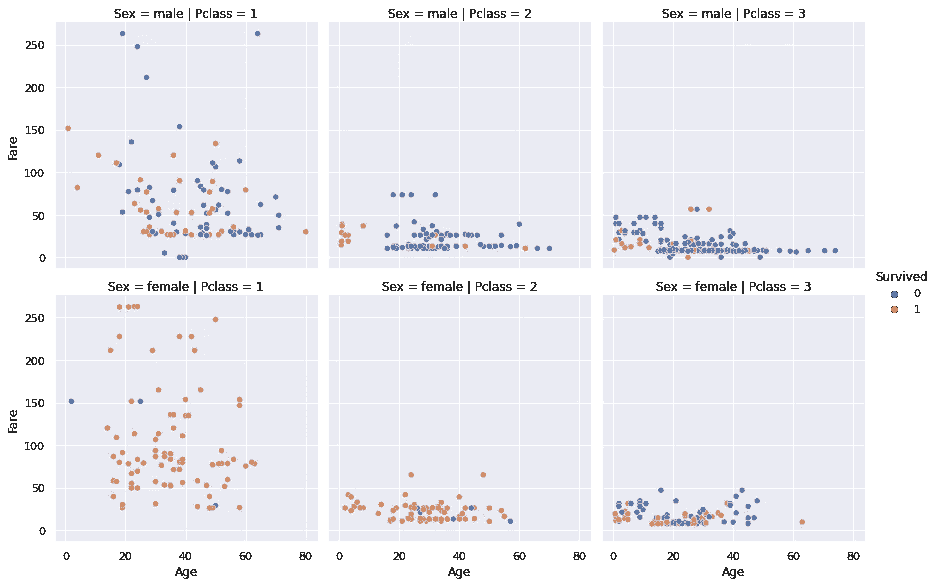 Sex = male | Pclass = 1
Sex = male | Pclass = 2
Sex = male | Pclass = 3
250
200
150
100
50
0
Fare
Sex = female | Pclass = 1
Sex = female | Pclass = 2
Sex = female | Pclass = 3
250
200
150
100
50
0
Fare
0 20 40 60 80
0 20 40 60 80
0 20 40 60 80
Age
Age
Age
Survived
0
1